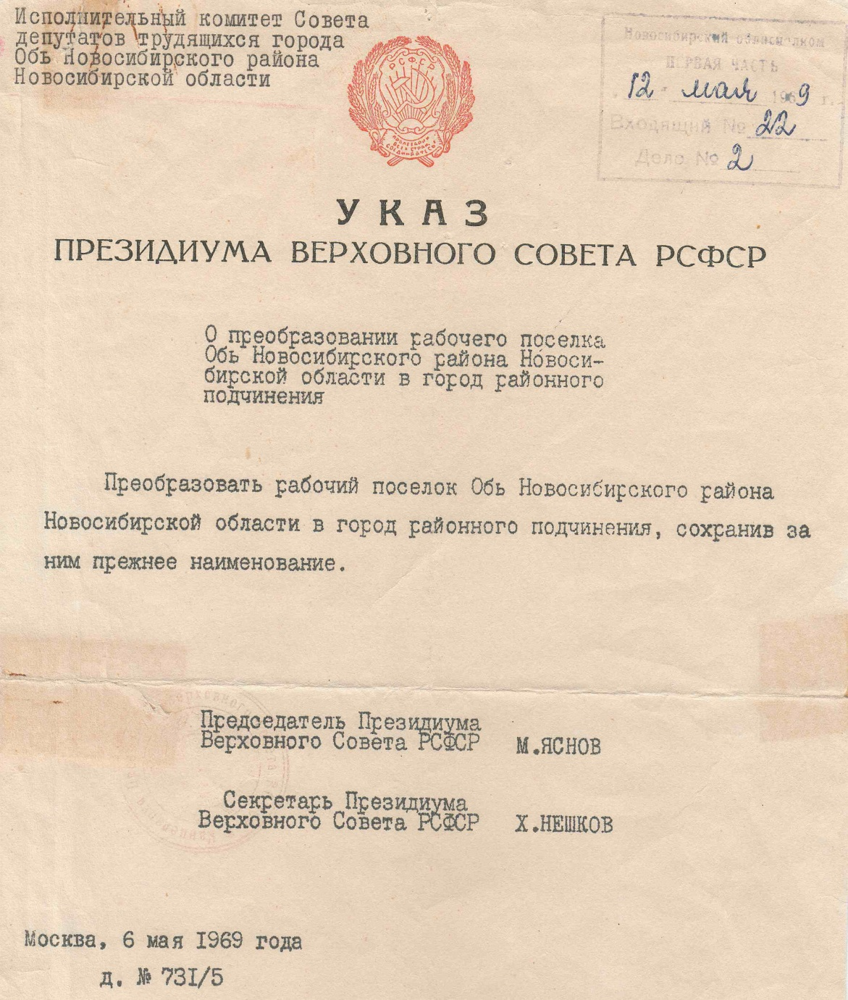 Исполнительный комитет Совета
депутатов трудящихся города
Обь Новосибирского района
Новосибирской области
РСФСР
ПРОЛЕТАРИИ
ВСЕХ СТРАН
СОЕДИНЯЙТЕСЬ!
Новосибирский облисполком
ПЕРВАЯ ЧАСТЬ
12 мая 1969 г.
Входящий № 22
Дело № 2
УКАЗ
ПРЕЗИДИУМА ВЕРХОВНОГО СОВЕТА РСФСР
О преобразовании рабочего поселка
Обь Новосибирского района Новоси-
бирской области в город районного
подчинения
Преобразовать рабочий поселок Обь Новосибирского района
Новосибирской области в город районного подчинения, сохранив за
ним прежнее наименование.
Председатель Президиума
Верховного Совета РСФСР М.ЯСНОВ
Секретарь Президиума
Верховного Совета РСФСР Х.НЕШКОВ
Москва, 6 мая 1969 года
д. № 731/5